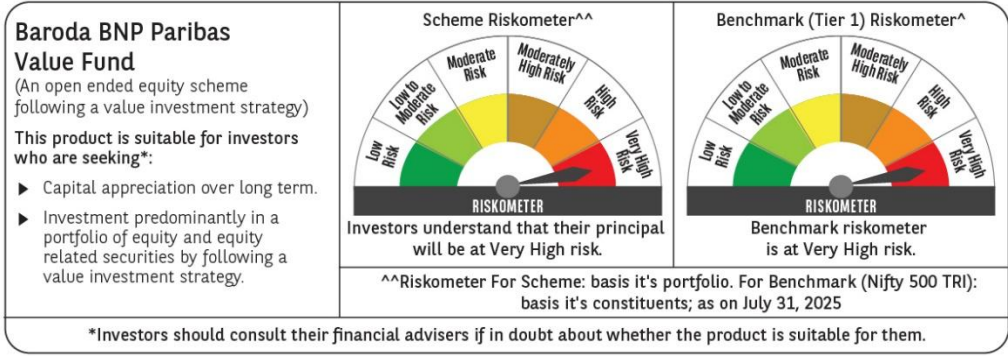 Baroda BNP Paribas
Value Fund
(An open ended equity scheme
following a value investment strategy)
This product is suitable for investors
who are seeking*:
▶ Capital appreciation over long term.
▶ Investment predominantly in a
portfolio of equity and equity
related securities by following a
value investment strategy.
Scheme Riskometer^^
Low
Risk
Low to
Moderate
Risk
Moderate
Risk
Moderately
High Risk
High
Risk
Very High
Risk
RISKOMETER
Investors understand that their principal
will be at Very High risk.
Benchmark (Tier 1) Riskometer^
Low
Risk
Low to
Moderate
Risk
Moderate
Risk
Moderately
High Risk
High
Risk
Very High
Risk
RISKOMETER
Benchmark riskometer
is at Very High risk.
^^Riskometer For Scheme: basis it's portfolio. For Benchmark (Nifty 500 TRI):
basis it's constituents; as on July 31, 2025
*Investors should consult their financial advisers if in doubt about whether the product is suitable for them.